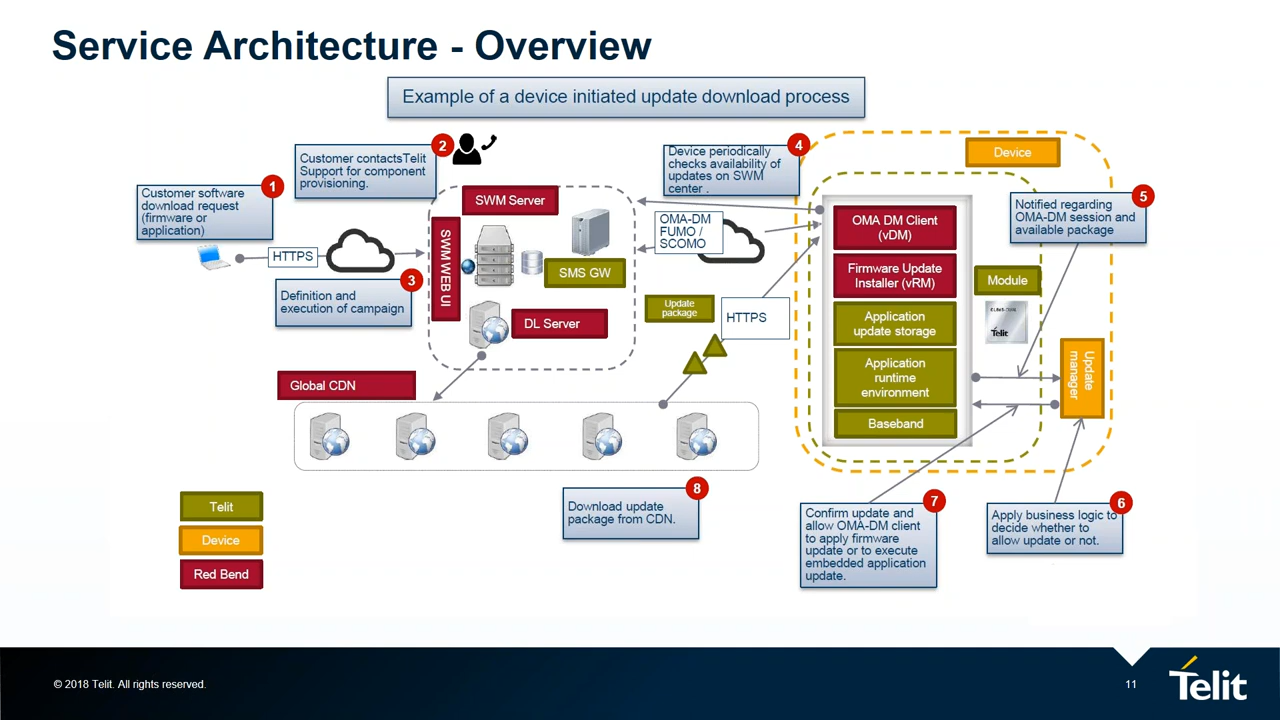 Service Architecture - Overview
Example of a device initiated update download process
1
Customer software
download request
(firmware or
application)
2
Customer contactsTelit
Support for component
provisioning.
HTTPS
3
Definition and
execution of campaign
SWM Server
SWM WEB UI
SMS GW
DL Server
4
Device periodically
checks availability of
updates on SWM
center .
OMA-DM
FUMO /
SCOMO
Update
package
HTTPS
Device
OMA DM Client
(vDM)
Firmware Update
Installer (vRM)
Application
update storage
Application
runtime
environment
Baseband
Module
Telit
5
Notified regarding
OMA-DM session and
available package
Update
manager
Global CDN
8
Download update
package from CDN.
7
Confirm update and
allow OMA-DM client
to apply firmware
update or to execute
embedded application
update.
6
Apply business logic to
decide whether to
allow update or not.
Telit
Device
Red Bend
© 2018 Telit. All rights reserved.
11
Telit